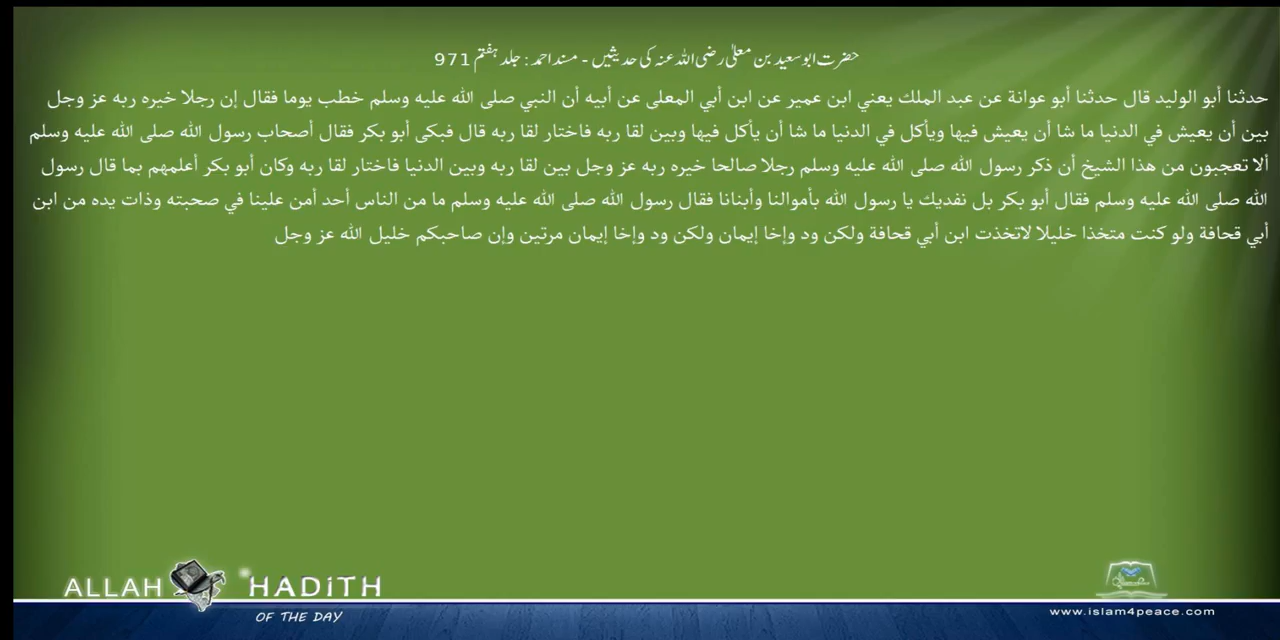 حضرت ابوسعید بن معلیٰ رضی اللہ عنہ کی حدیثیں - مسند احمد : جلد ہفتم 971
حدثنا أبو الوليد قال حدثنا أبو عوانة عن عبد الملك يعني ابن عمير عن ابن أبي المعلى عن أبيه أن النبي صلى الله عليه وسلم خطب يوما فقال إن رجلا خيره ربه عز وجل
بين أن يعيش في الدنيا ما شا أن يعيش فيها ويأكل في الدنيا ما شا أن يأكل فيها وبين لقا ربه فاختار لقا ربه قال فبكى أبو بكر فقال أصحاب رسول الله صلى الله عليه وسلم
ألا تعجبون من هذا الشيخ أن ذكر رسول الله صلى الله عليه وسلم رجلا صالحا خيره ربه عز وجل بين لقا ربه وبين الدنيا فاختار لقا ربه وكان أبو بكر أعلمهم بما قال رسول
الله صلى الله عليه وسلم فقال أبو بكر بل نفديك يا رسول الله بأموالنا وأبنانا فقال رسول الله صلى الله عليه وسلم ما من الناس أحد أمن علينا في صحبته وذات يده من ابن
أبي قحافة ولو كنت متخذا خليلا لاتخذت ابن أبي قحافة ولكن ود وإخا إيمان ولكن ود وإخا إيمان مرتين وإن صاحبكم خليل الله عز وجل
ALLAH HADITH
OF THE DAY
www.islam4peace.com